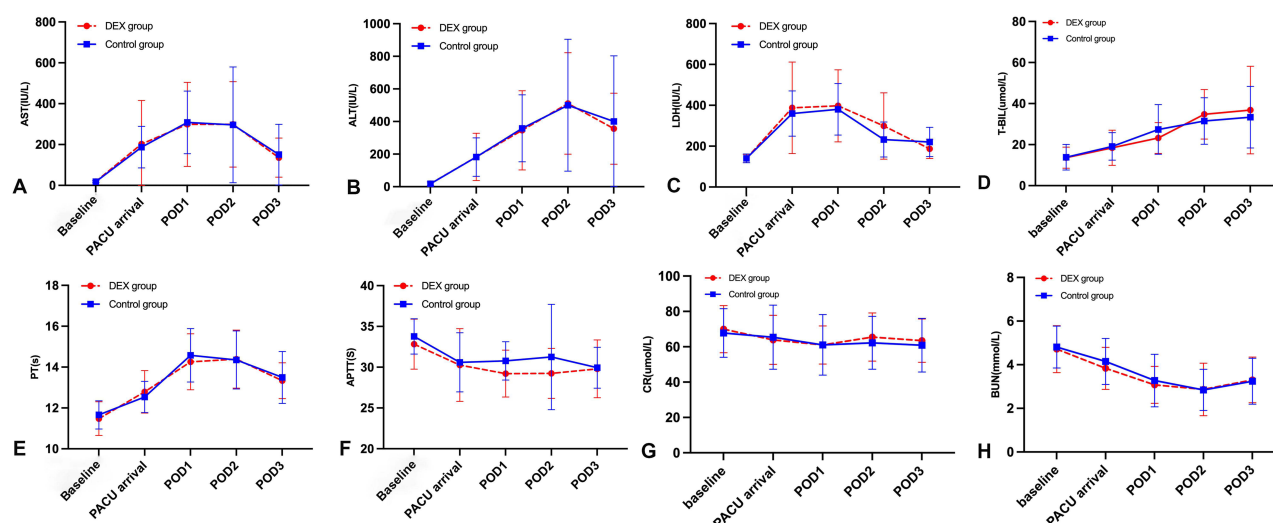 DEX group
Control group
AST(IU/L)
800
600
400
200
0
A
Baseline
PACU arrival
POD1
POD2
POD3
DEX group
Control group
ALT(IU/L)
1000
800
600
400
200
0
B
Baseline
PACU arrival
POD1
POD2
POD3
DEX group
Control group
LDH(IU/L)
800
600
400
200
0
C
Baseline
PACU arrival
POD1
POD2
POD3
DEX group
Control group
T-BIL(umol/L)
80
60
40
20
0
D
baseline
PACU arrival
POD1
POD2
POD3
DEX group
Control group
PT(s)
18
16
14
12
10
E
Baseline
PACU arrival
POD1
POD2
POD3
DEX group
Control group
APTT(S)
40
35
30
25
20
F
Baseline
PACU arrival
POD1
POD2
POD3
DEX group
Control group
CR(umol/L)
100
80
60
40
20
0
G
baseline
PACU arrival
POD1
POD2
POD3
DEX group
Control group
BUN(mmol/L)
8
6
4
2
0
H
baseline
PACU arrival
POD1
POD2
POD3